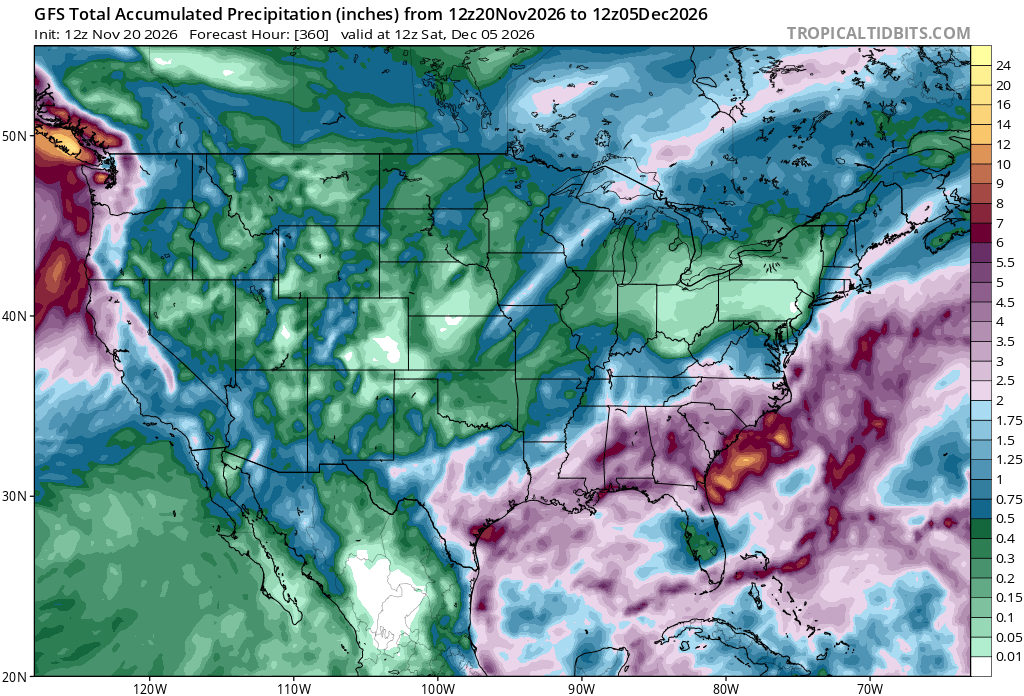 GFS Total Accumulated Precipitation (inches) from 12z20Nov2026 to 12z05Dec2026
Init: 12z Nov 20 2026 Forecast Hour: [360] valid at 12z Sat, Dec 05 2026
TROPICALTIDBITS.COM
50N
40N
30N
20N
120W
110W
100W
90W
80W
70W
24
20
16
14
12
10
9
8
7
6
5.5
5
4.5
4
3.5
3
2.5
2
1.75
1.5
1.25
1
0.75
0.5
0.4
0.3
0.2
0.15
0.1
0.05
0.01